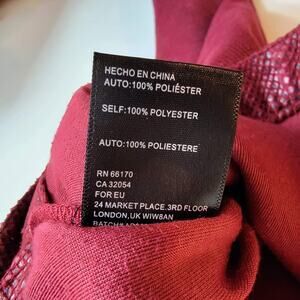 HECHO EN CHINA
AUTO:100% POLIÉSTER
SELF:100% POLYESTER
AUTO:100% POLIESTERE
RN 66170
CA 32054
FOR EU
24 MARKET PLACE.3RD FLOOR
LONDON,UK WIW8AN